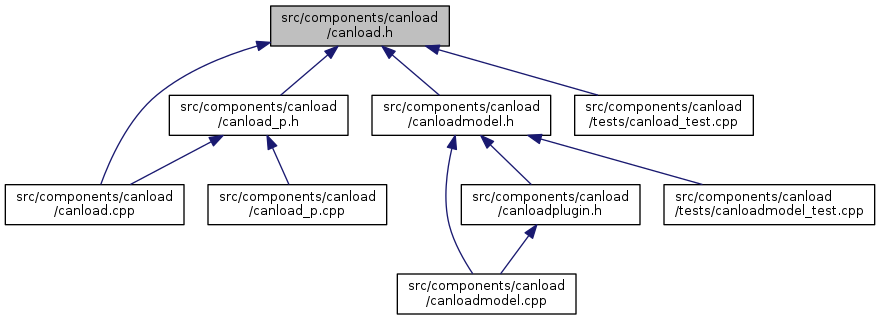 src/components/canload
/canload.h
src/components/canload
/canload_p.h
src/components/canload
/canloadmodel.h
src/components/canload
/tests/canload_test.cpp
src/components/canload
/canload.cpp
src/components/canload
/canload_p.cpp
src/components/canload
/canloadplugin.h
src/components/canload
/tests/canloadmodel_test.cpp
src/components/canload
/canloadmodel.cpp